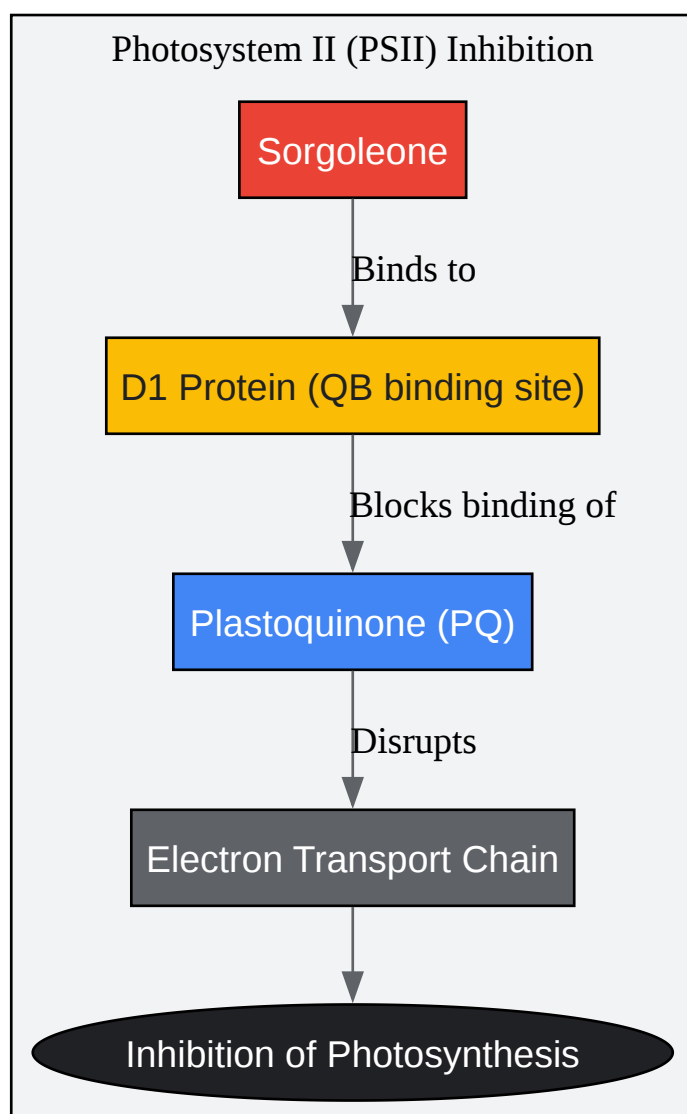 Photosystem II (PSII) Inhibition
Sorgoleone
Binds to
D1 Protein (QB binding site)
Blocks binding of
Plastoquinone (PQ)
Disrupts
Electron Transport Chain
Inhibition of Photosynthesis